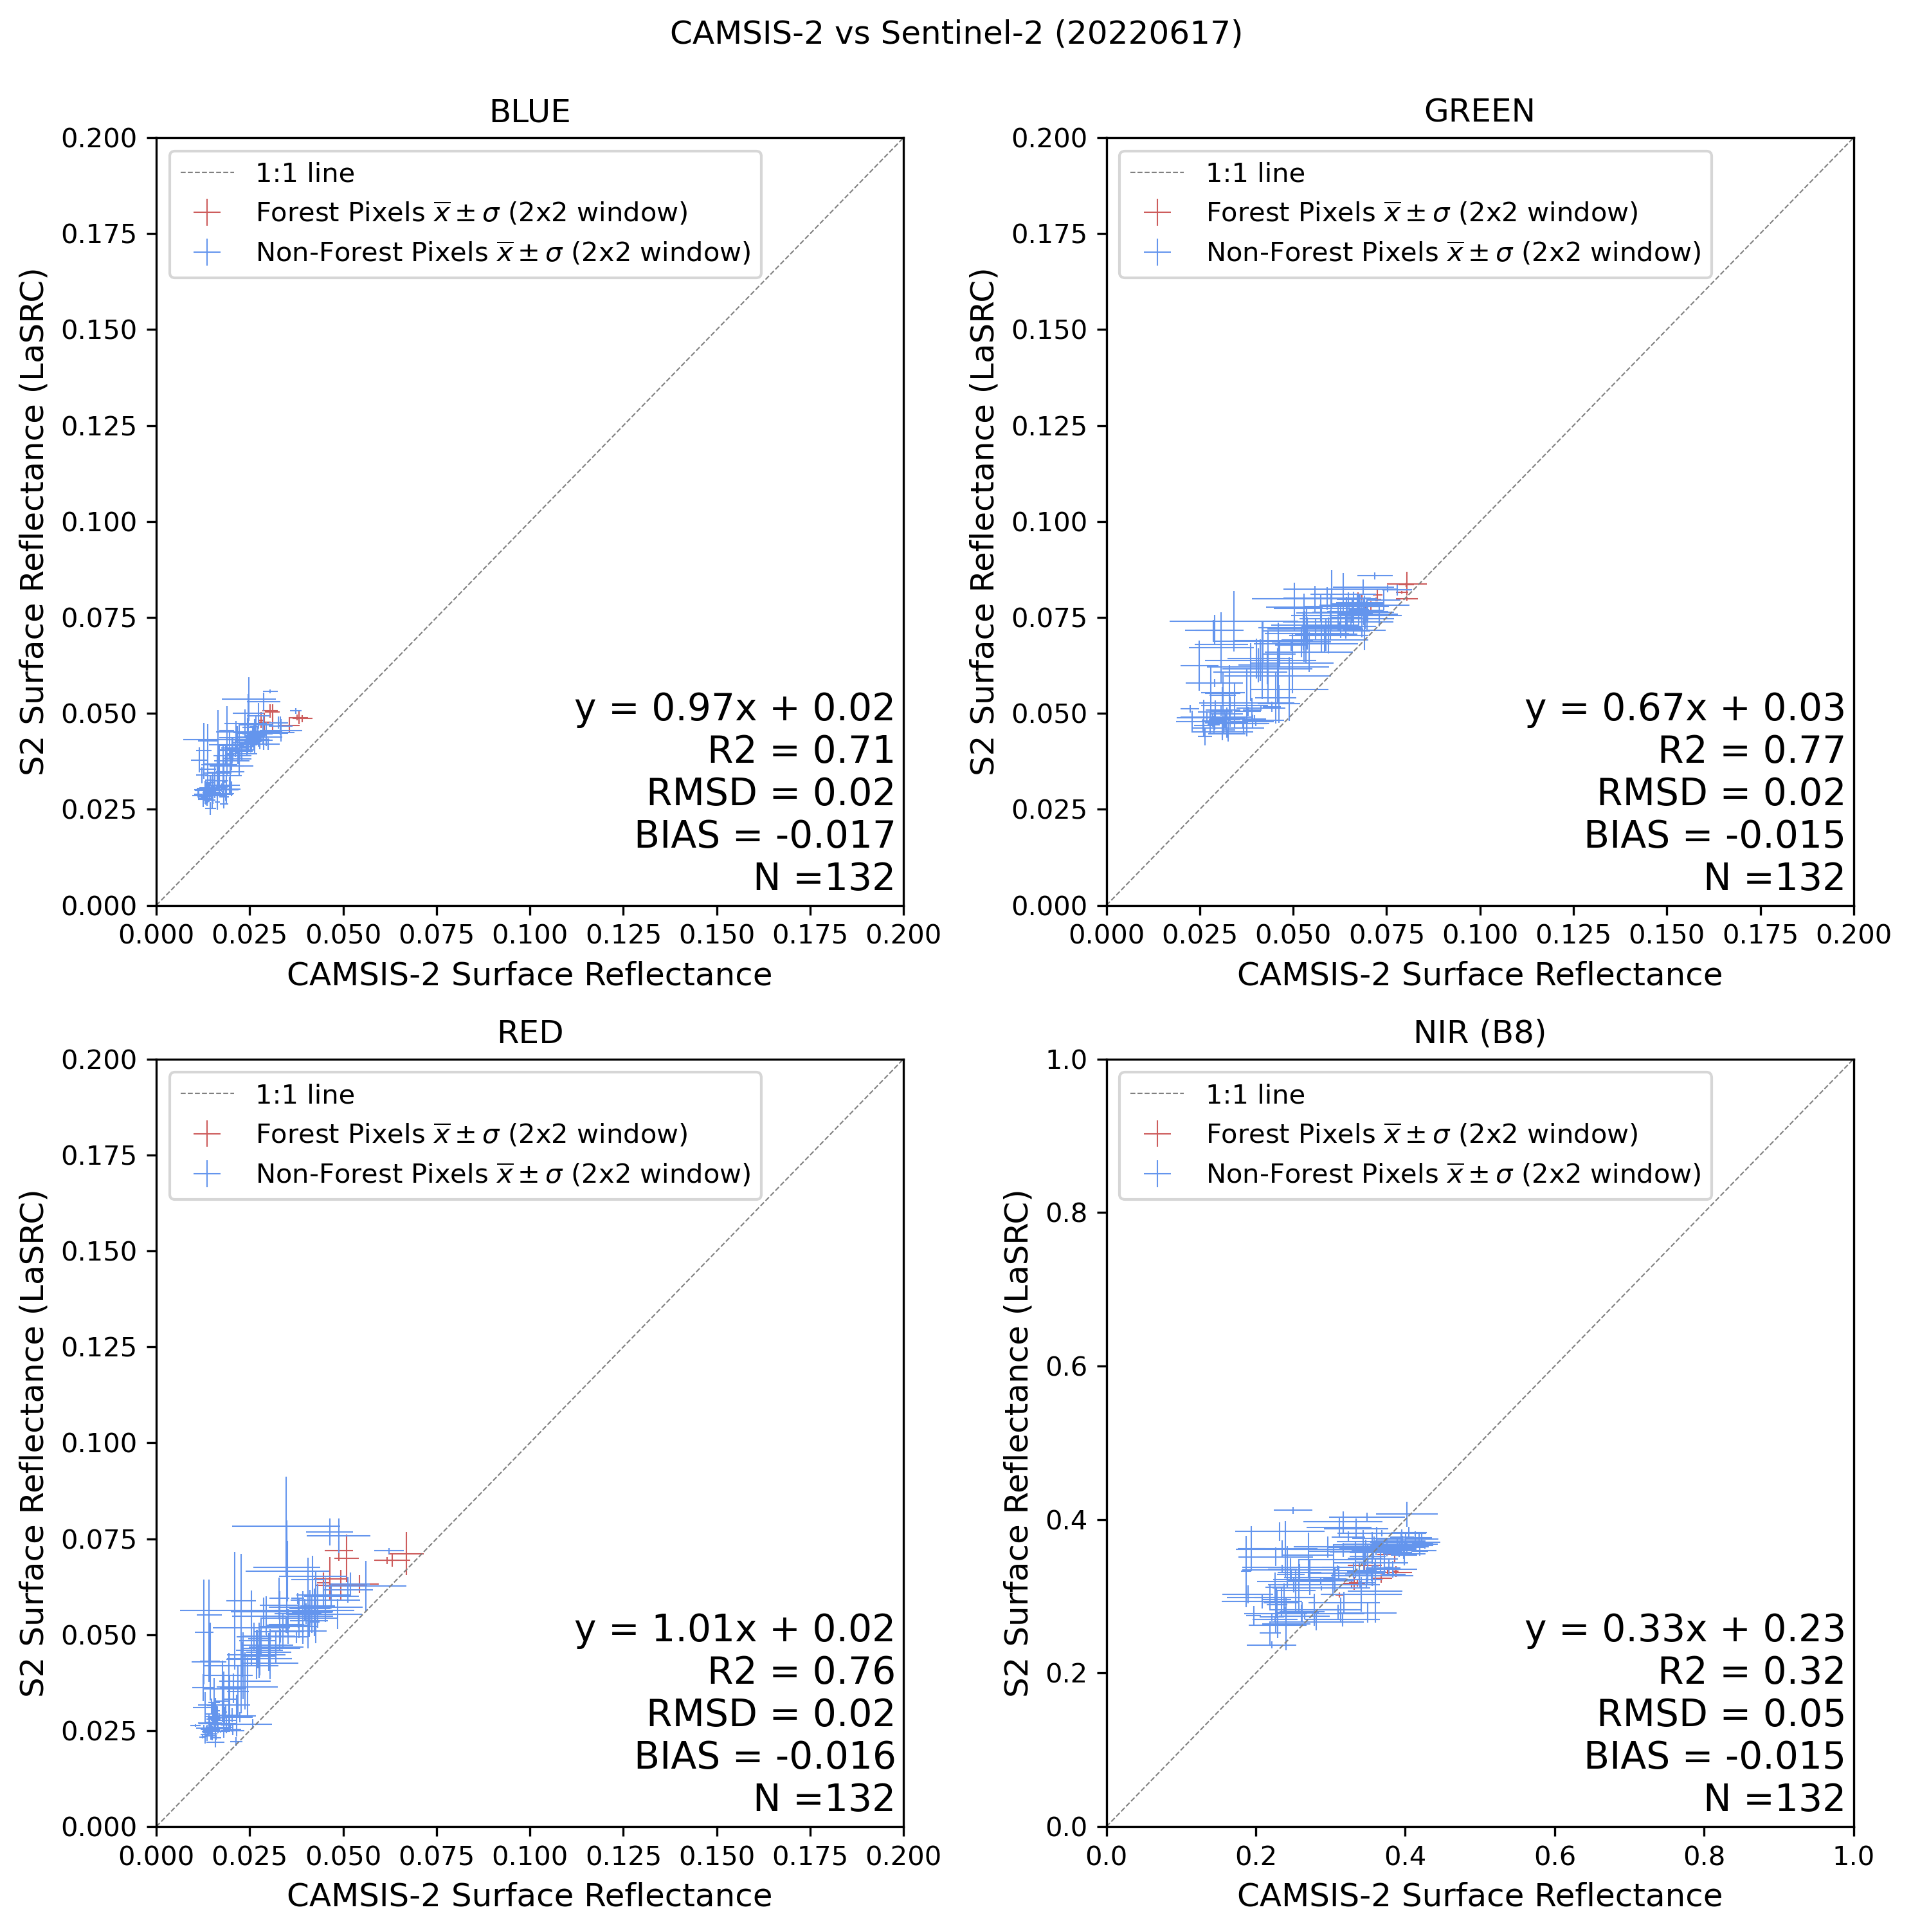 CAMSIS-2 vs Sentinel-2 (20220617)
BLUE
0.200
0.175
0.150
0.125
0.100
0.075
0.050
0.025
0.000
S2 Surface Reflectance (LaSRC)
1:1 line
Forest Pixels x̅ ± σ (2x2 window)
Non-Forest Pixels x̅ ± σ (2x2 window)
y = 0.97x + 0.02
R2 = 0.71
RMSD = 0.02
BIAS = -0.017
N =132
0.000 0.025 0.050 0.075 0.100 0.125 0.150 0.175 0.200
CAMSIS-2 Surface Reflectance
GREEN
0.200
0.175
0.150
0.125
0.100
0.075
0.050
0.025
0.000
S2 Surface Reflectance (LaSRC)
1:1 line
Forest Pixels x̅ ± σ (2x2 window)
Non-Forest Pixels x̅ ± σ (2x2 window)
y = 0.67x + 0.03
R2 = 0.77
RMSD = 0.02
BIAS = -0.015
N =132
0.000 0.025 0.050 0.075 0.100 0.125 0.150 0.175 0.200
CAMSIS-2 Surface Reflectance
RED
0.200
0.175
0.150
0.125
0.100
0.075
0.050
0.025
0.000
S2 Surface Reflectance (LaSRC)
1:1 line
Forest Pixels x̅ ± σ (2x2 window)
Non-Forest Pixels x̅ ± σ (2x2 window)
y = 1.01x + 0.02
R2 = 0.76
RMSD = 0.02
BIAS = -0.016
N =132
0.000 0.025 0.050 0.075 0.100 0.125 0.150 0.175 0.200
CAMSIS-2 Surface Reflectance
NIR (B8)
1.0
0.8
0.6
0.4
0.2
0.0
S2 Surface Reflectance (LaSRC)
1:1 line
Forest Pixels x̅ ± σ (2x2 window)
Non-Forest Pixels x̅ ± σ (2x2 window)
y = 0.33x + 0.23
R2 = 0.32
RMSD = 0.05
BIAS = -0.015
N =132
0.0 0.2 0.4 0.6 0.8 1.0
CAMSIS-2 Surface Reflectance